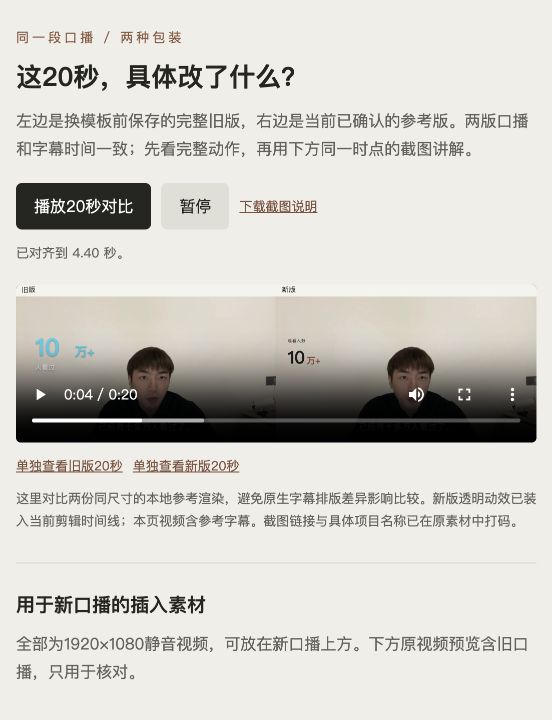 同一段口播 / 两种包装
这20秒，具体改了什么？
左边是换模板前保存的完整旧版，右边是当前已确认的参考版。两版口播
和字幕时间一致；先看完整动作，再用下方同一时点的截图讲解。
播放20秒对比 暂停 下载截图说明
已对齐到 4.40 秒。
旧版 新版
10 万+
10 万+
0:04 / 0:20
单独查看旧版20秒 单独查看新版20秒
这里对比两份同尺寸的本地参考渲染，避免原生字幕排版差异影响比较。新版透明动效已装
入当前剪辑时间线；本页视频含参考字幕。截图链接与具体项目名称已在原素材中打码。
用于新口播的插入素材
全部为1920×1080静音视频，可放在新口播上方。下方原视频预览含旧口
播，只用于核对。